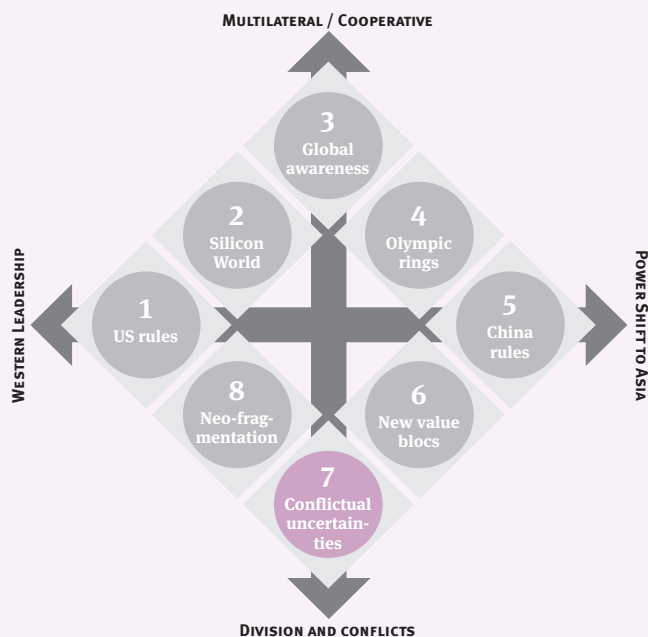 MULTILATERAL / COOPERATIVE
3
Global
awareness
2
Silicon
World
4
Olympic
rings
WESTERN LEADERSHIP
1
US rules
5
China
rules
POWER SHIFT TO
ASIA
8
Neo-frag-
mentation
6
New value
blocs
7
Conflictual
uncertain-
ties
DIVISION AND CONFLICTS